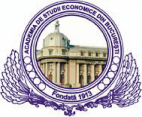 ACADEMIA DE STUDII ECONOMICE DIN BUCUREȘTI
Fondată 1913